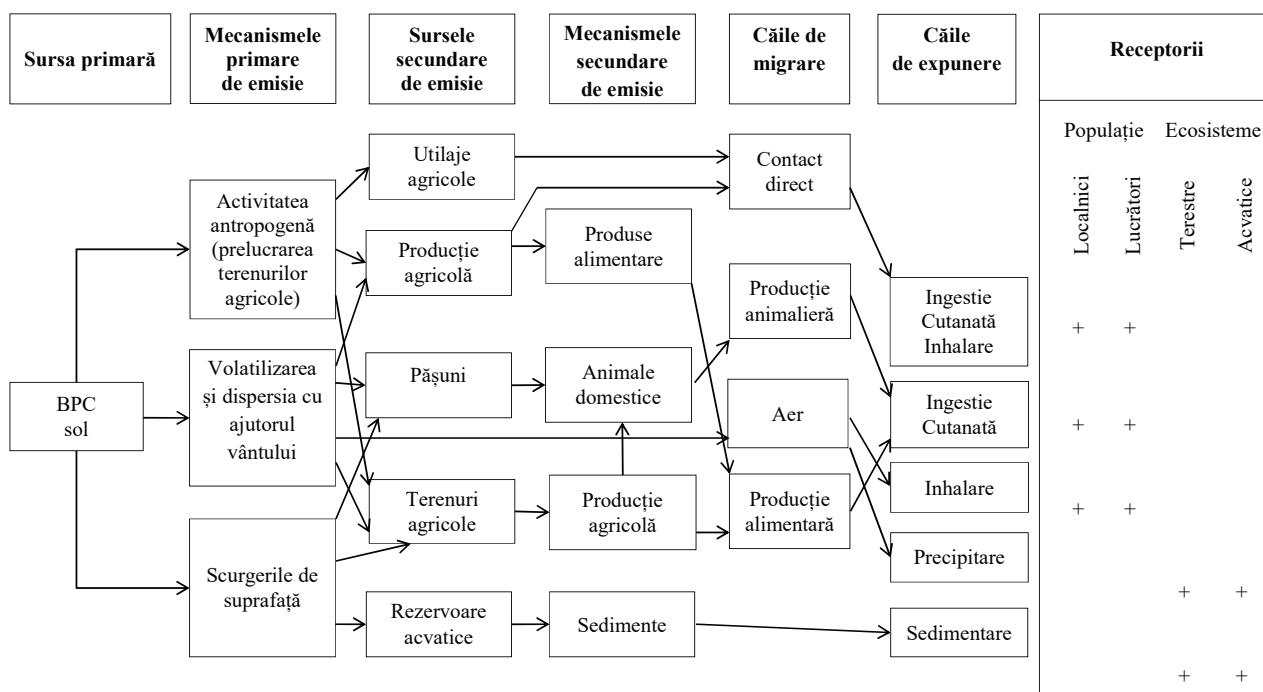 Sursa primară
Mecanismele
primare
de emisie
Sursele
secundare
de emisie
Mecanismele
secundare
de emisie
Căile de
migrare
Căile
de expunere
Receptorii
Populație Ecosisteme
Localnici
Lucrători
Terestre
Acvatice
BPC
sol
Activitatea
antropogenă
(prelucrarea
terenurilor
agricole)
Volatilizarea
și dispersia cu
ajutorul
vântului
Scurgerile de
suprafață
Utilaje
agricole
Producție
agricolă
Pășuni
Terenuri
agricole
Rezervoare
acvatice
Produse
alimentare
Animale
domestice
Producție
agricolă
Sedimente
Contact
direct
Producție
animalieră
Aer
Producție
alimentară
Ingestie
Cutanată
Inhalare
Ingestie
Cutanată
Inhalare
Precipitare
Sedimentare
+ +
+ +
+ +
+ +
+ +